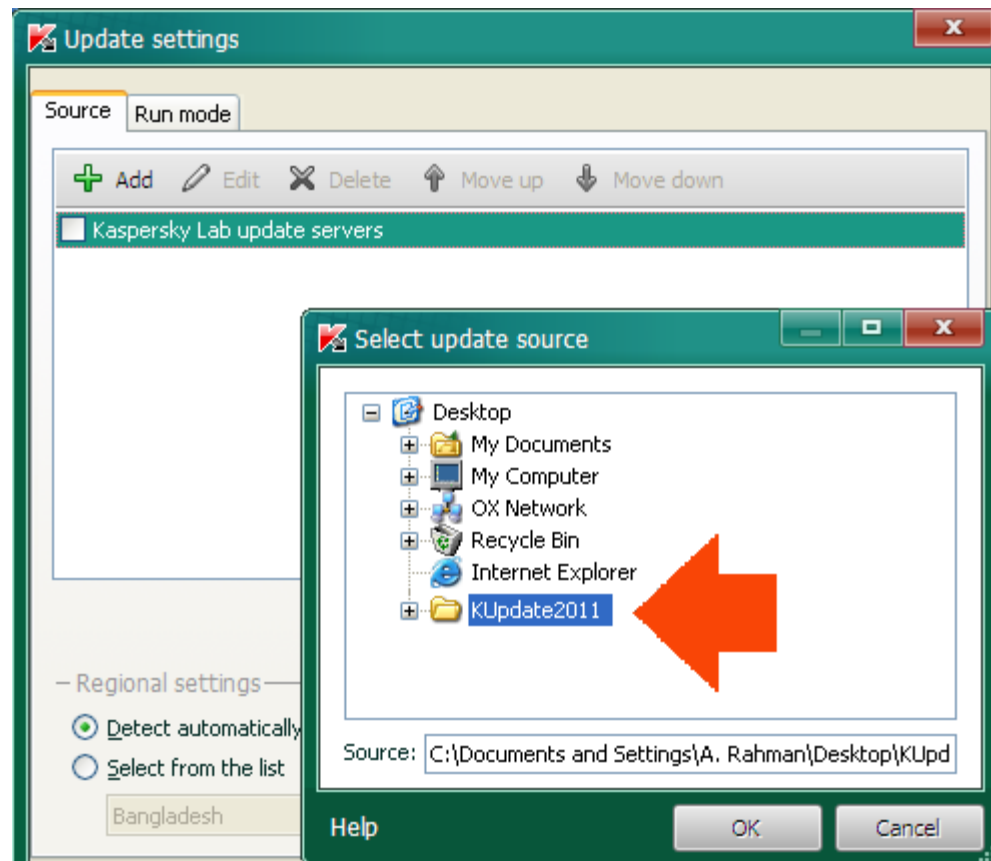 Update settings
Source Run mode
Add Edit Delete Move up Move down
Kaspersky Lab update servers
Select update source
Desktop
My Documents
My Computer
OX Network
Recycle Bin
Internet Explorer
KUpdate2011
Regional settings
Detect automatically
Select from the list
Bangladesh
Source: C:\Documents and Settings\A. Rahman\Desktop\KUpd
Help OK Cancel